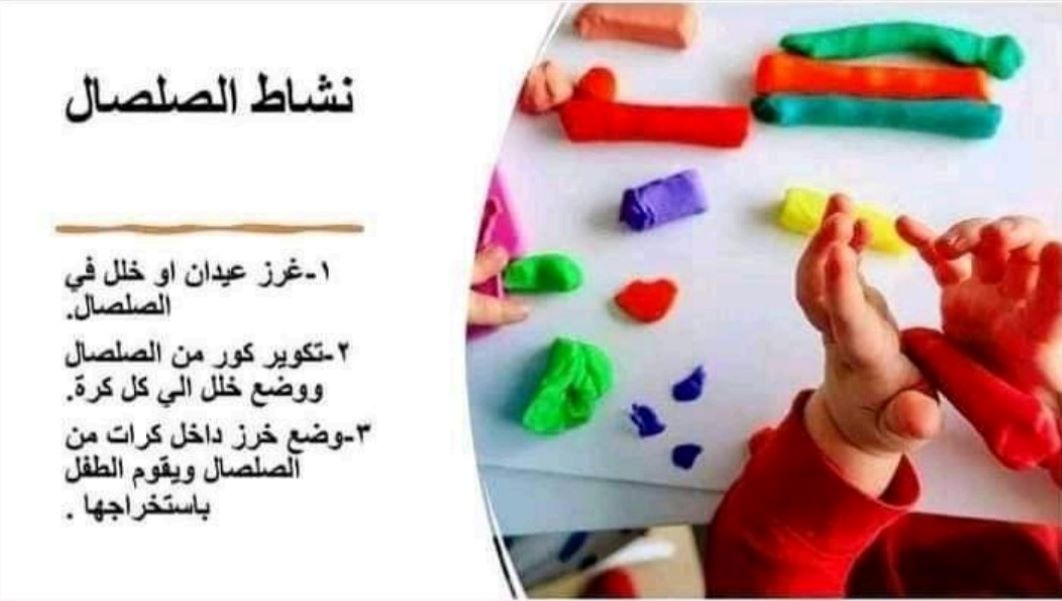 نشاط الصلصال
١-غرز عيدان او خلل في
الصلصال.
٢-تكوير كور من الصلصال
ووضع خلل الي كل كرة.
٣-وضع خرز داخل كرات من
الصلصال ويقوم الطفل
باستخراجها .